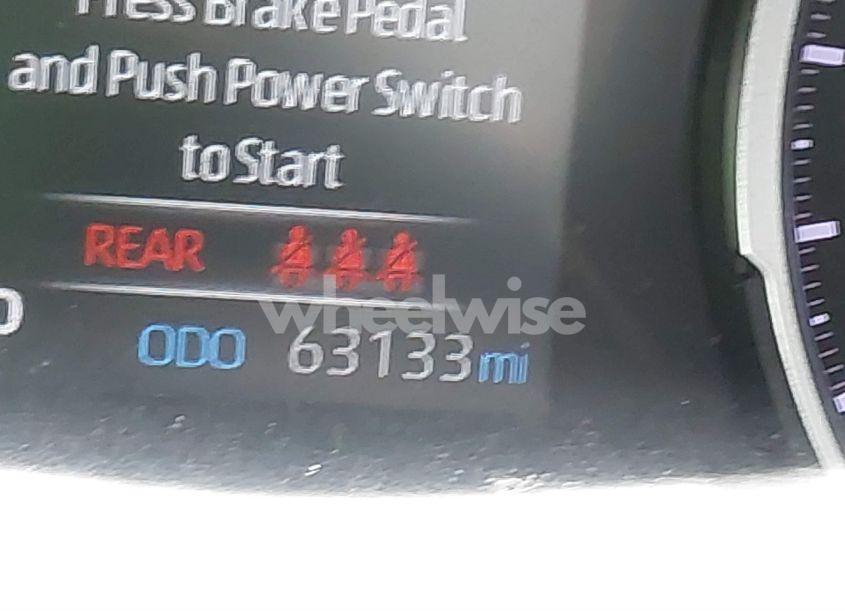 Press Brake Pedal
and Push Power Switch
to Start
REAR
wheelwise
ODO 63133 mi